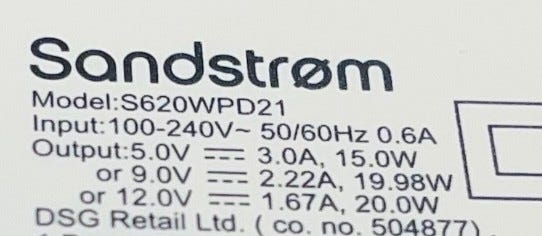 Sandstrøm
Model:S620WPD21
Input:100-240V~ 50/60Hz 0.6A
Output:5.0V ⎓ 3.0A, 15.0W
or 9.0V ⎓ 2.22A, 19.98W
or 12.0V ⎓ 1.67A, 20.0W
DSG Retail Ltd. ( co. no. 504877)